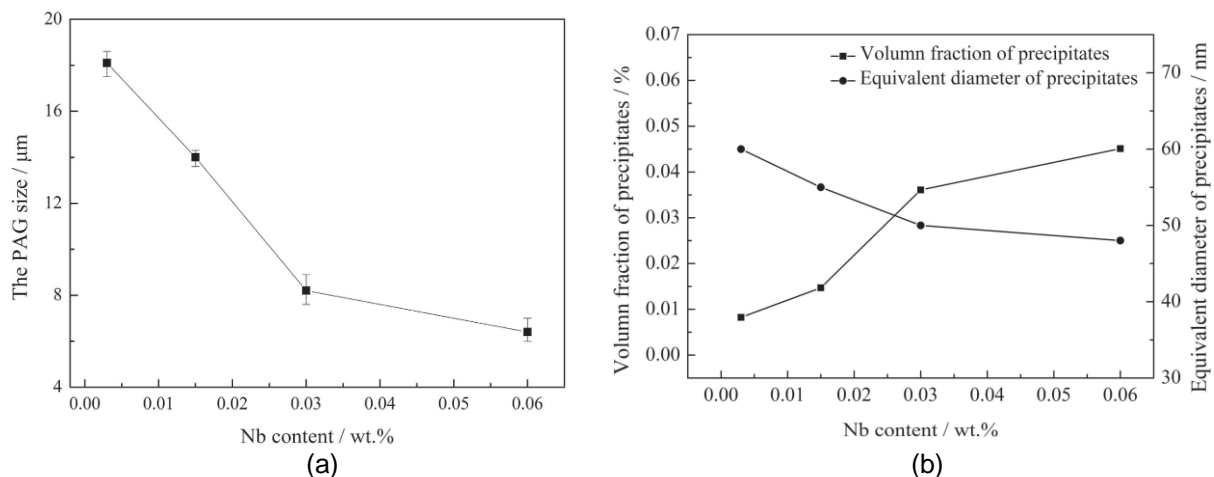 20
16
12
8
4
0.00 0.01 0.02 0.03 0.04 0.05 0.06
The PAG size / μm
Nb content / wt.%
(a)
0.07
0.06
0.05
0.04
0.03
0.02
0.01
0.00
Volumn fraction of precipitates / %
Volumn fraction of precipitates
Equivalent diameter of precipitates
70
60
50
40
30
Equivalent diameter of precipitates / nm
0.00 0.01 0.02 0.03 0.04 0.05 0.06
Nb content / wt.%
(b)